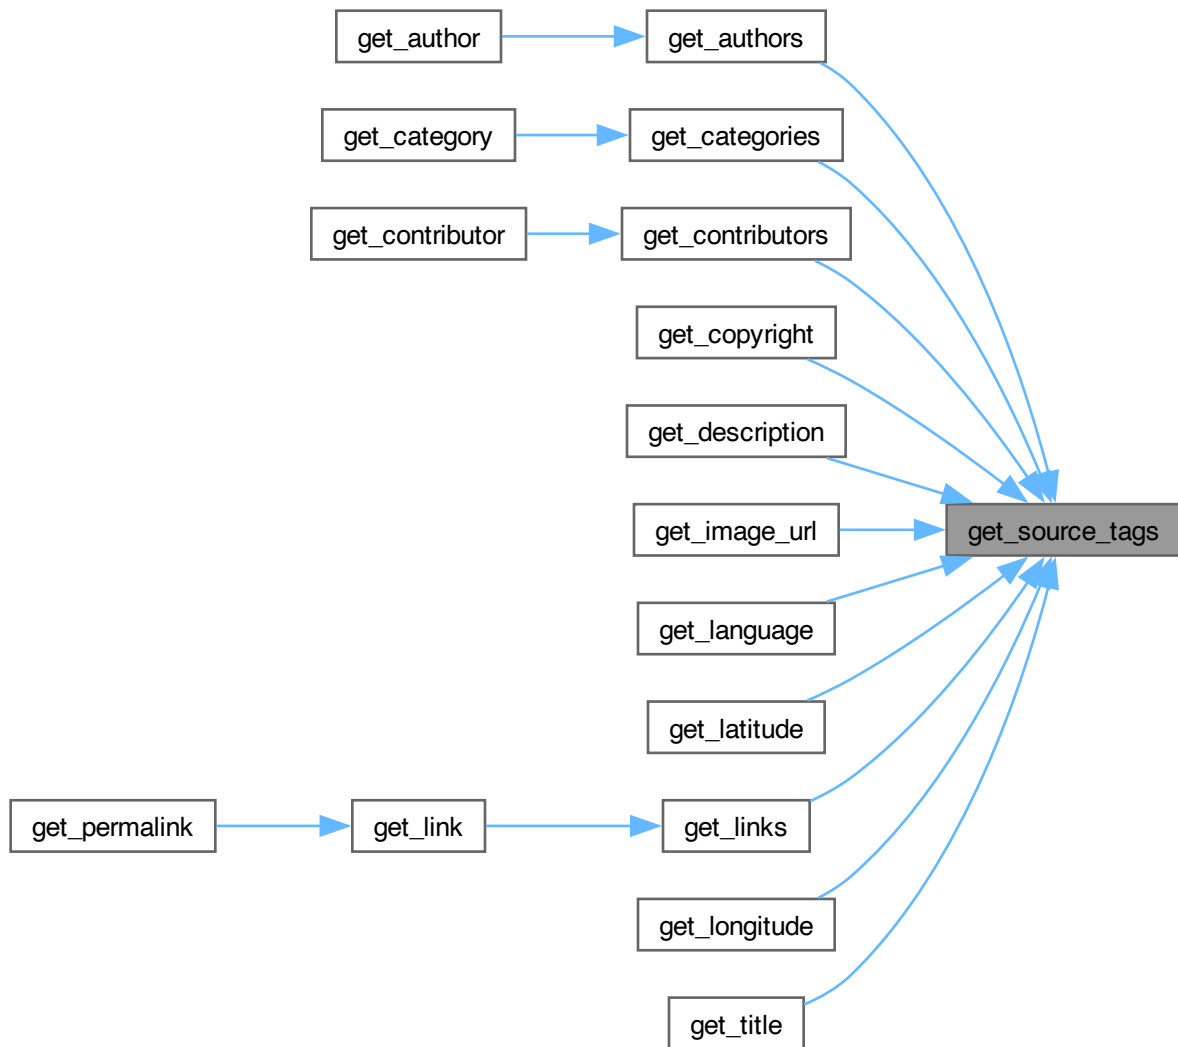 get_author
get_authors
get_category
get_categories
get_contributor
get_contributors
get_copyright
get_description
get_image_url
get_source_tags
get_language
get_latitude
get_permalink
get_link
get_links
get_longitude
get_title